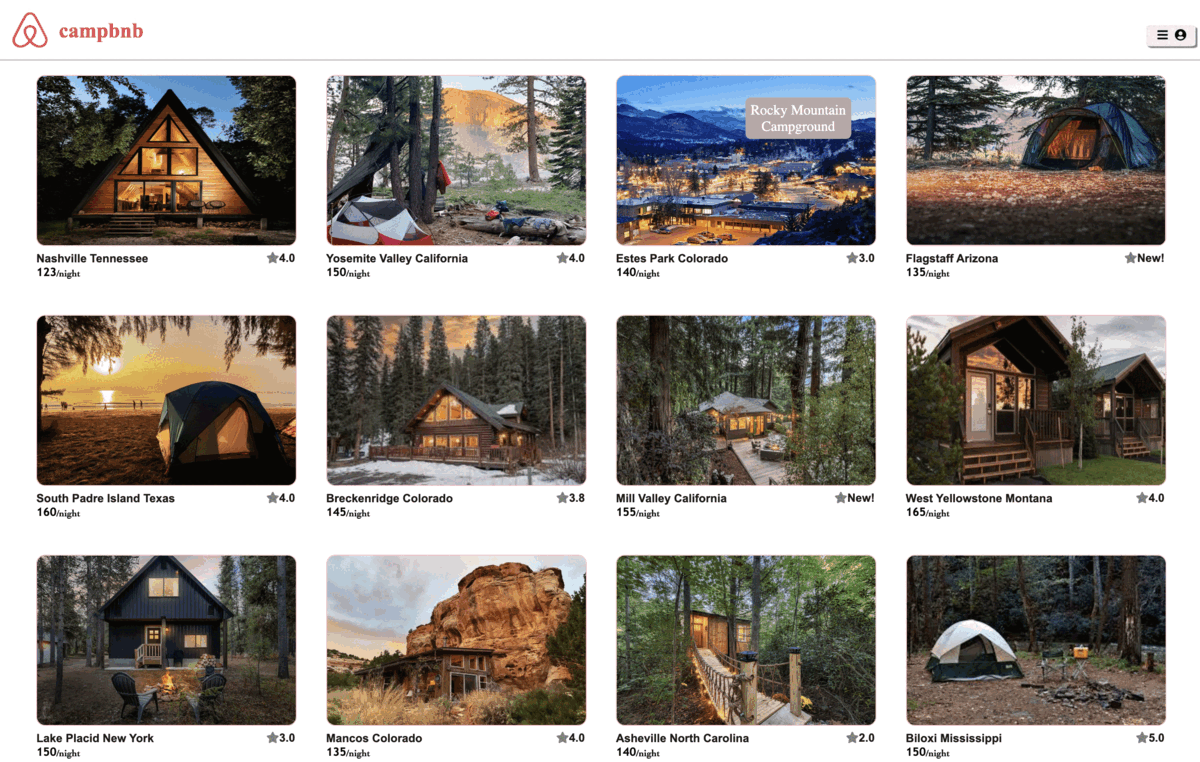 campbnb
Rocky Mountain
Campground
Nashville Tennessee 4.0
123/night
Yosemite Valley California 4.0
150/night
Estes Park Colorado 3.0
140/night
Flagstaff Arizona New!
135/night
South Padre Island Texas 4.0
160/night
Breckenridge Colorado 3.8
145/night
Mill Valley California New!
155/night
West Yellowstone Montana 4.0
165/night
Lake Placid New York 3.0
150/night
Mancos Colorado 4.0
135/night
Asheville North Carolina 2.0
140/night
Biloxi Mississippi 5.0
150/night